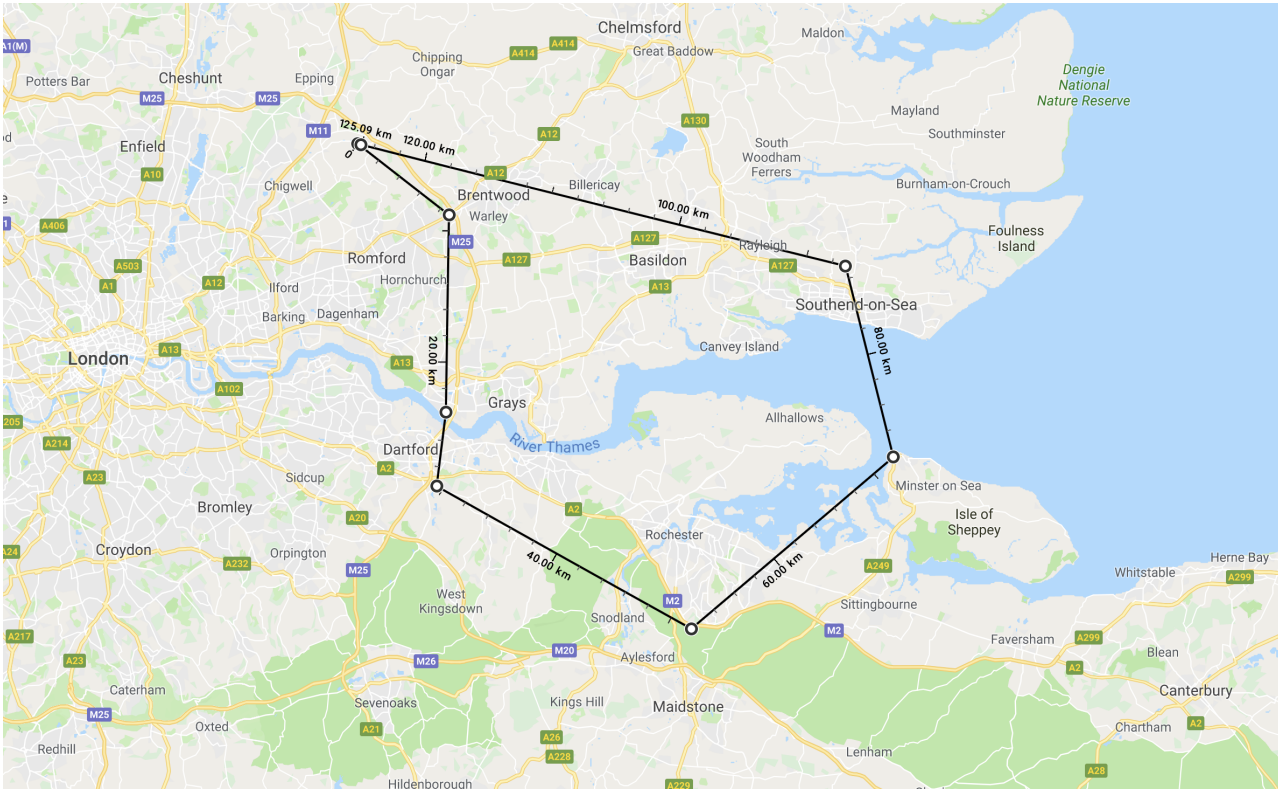 Chelmsford
Maldon
A1(M)
A414
A414
Great Baddow
Chipping
Ongar
Dengie
National
Nature Reserve
Potters Bar
Cheshunt
Epping
M25
M25
Mayland
A130
M11
125.09 km
120.00 km
A12
Southminster
Enfield
0
South
Woodham
Ferrers
A10
A12
Chigwell
Billericay
Burnham-on-Crouch
Brentwood
Warley
100.00 km
A406
M25
A127
Rayleigh
Foulness
Island
Romford
A127
Basildon
A127
A503
Hornchurch
A1
A12
Ilford
A13
Southend-on-Sea
Barking
Dagenham
80.00 km
London
A13
20.00 km
A13
Canvey Island
A102
Grays
Allhallows
205
A214
Dartford
River Thames
A2
Minster on Sea
A23
Sidcup
Bromley
A20
A2
Isle of
Sheppey
Rochester
A24
Croydon
Orpington
A232
M25
40.00 km
60.00 km
A249
Herne Bay
Whitstable
A299
West
Kingsdown
M2
Snodland
Sittingbourne
A217
M2
Faversham
A299
A23
M26
M20
Aylesford
Blean
A2
Caterham
Sevenoaks
Kings Hill
Maidstone
Canterbury
M25
Oxted
A21
A26
Chartham
A2
Redhill
A228
Lenham
A28
Hildenborough
A229